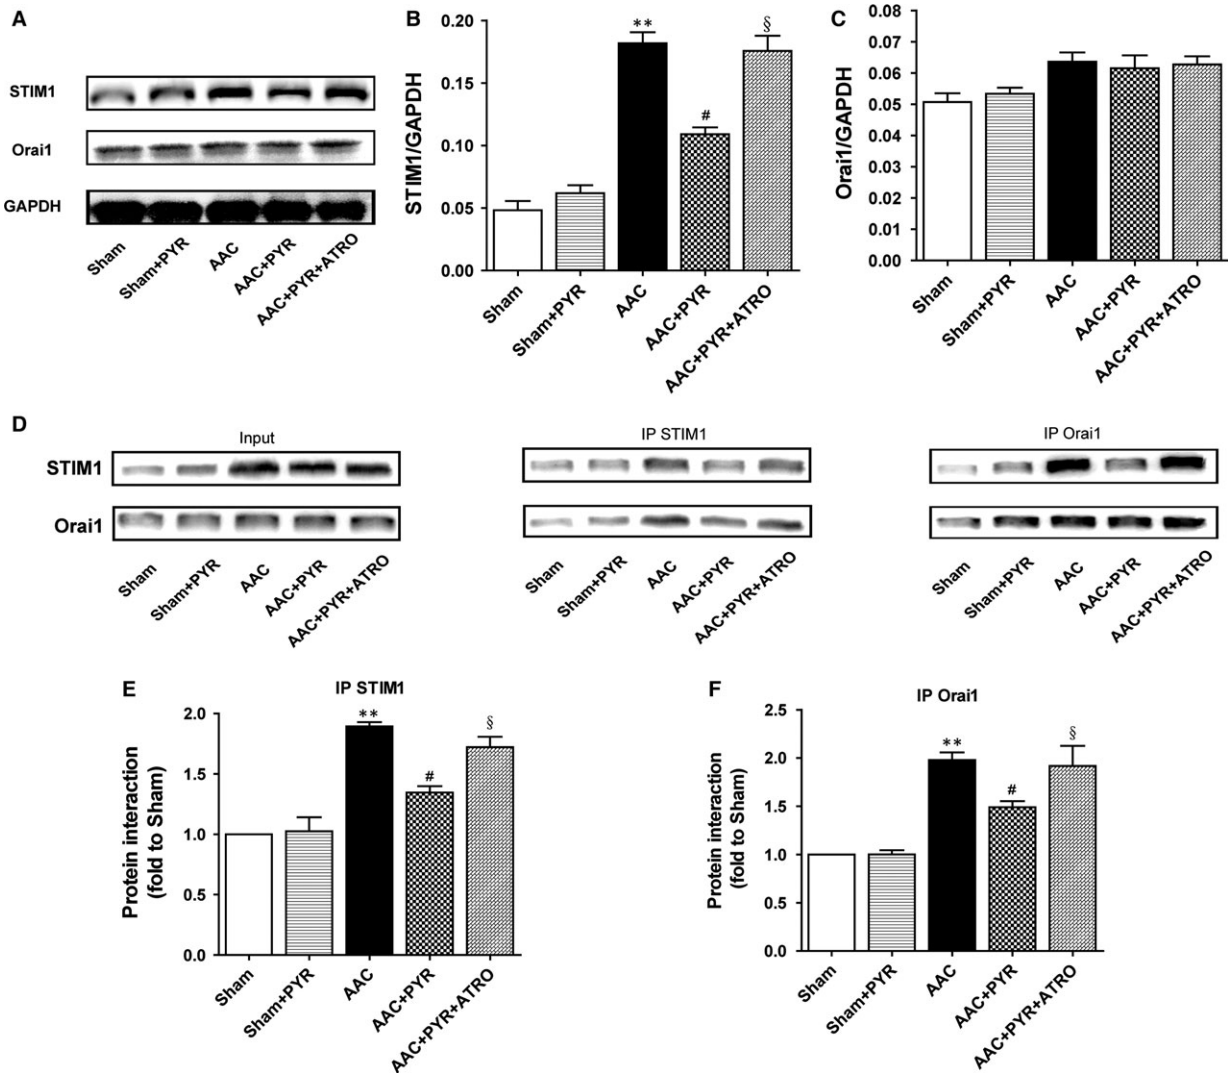 A
STIM1
Orai1
GAPDH
Sham
Sham+PYR
AAC
AAC+PYR
AAC+PYR+ATRO
B
STIM1/GAPDH
0.20
0.15
0.10
0.05
0.00
**
#
§
Sham
Sham+PYR
AAC
AAC+PYR
AAC+PYR+ATRO
C
Orai1/GAPDH
0.08
0.07
0.06
0.05
0.04
0.03
0.02
0.01
0.00
Sham
Sham+PYR
AAC
AAC+PYR
AAC+PYR+ATRO
D
Input
STIM1
Orai1
Sham
Sham+PYR
AAC
AAC+PYR
AAC+PYR+ATRO
IP STIM1
Sham
Sham+PYR
AAC
AAC+PYR
AAC+PYR+ATRO
IP Orai1
Sham
Sham+PYR
AAC
AAC+PYR
AAC+PYR+ATRO
E
IP STIM1
Protein interaction
(fold to Sham)
2.0
1.5
1.0
0.5
0.0
**
#
§
Sham
Sham+PYR
AAC
AAC+PYR
AAC+PYR+ATRO
F
IP Orai1
Protein interaction
(fold to Sham)
2.5
2.0
1.5
1.0
0.5
0.0
**
#
§
Sham
Sham+PYR
AAC
AAC+PYR
AAC+PYR+ATRO